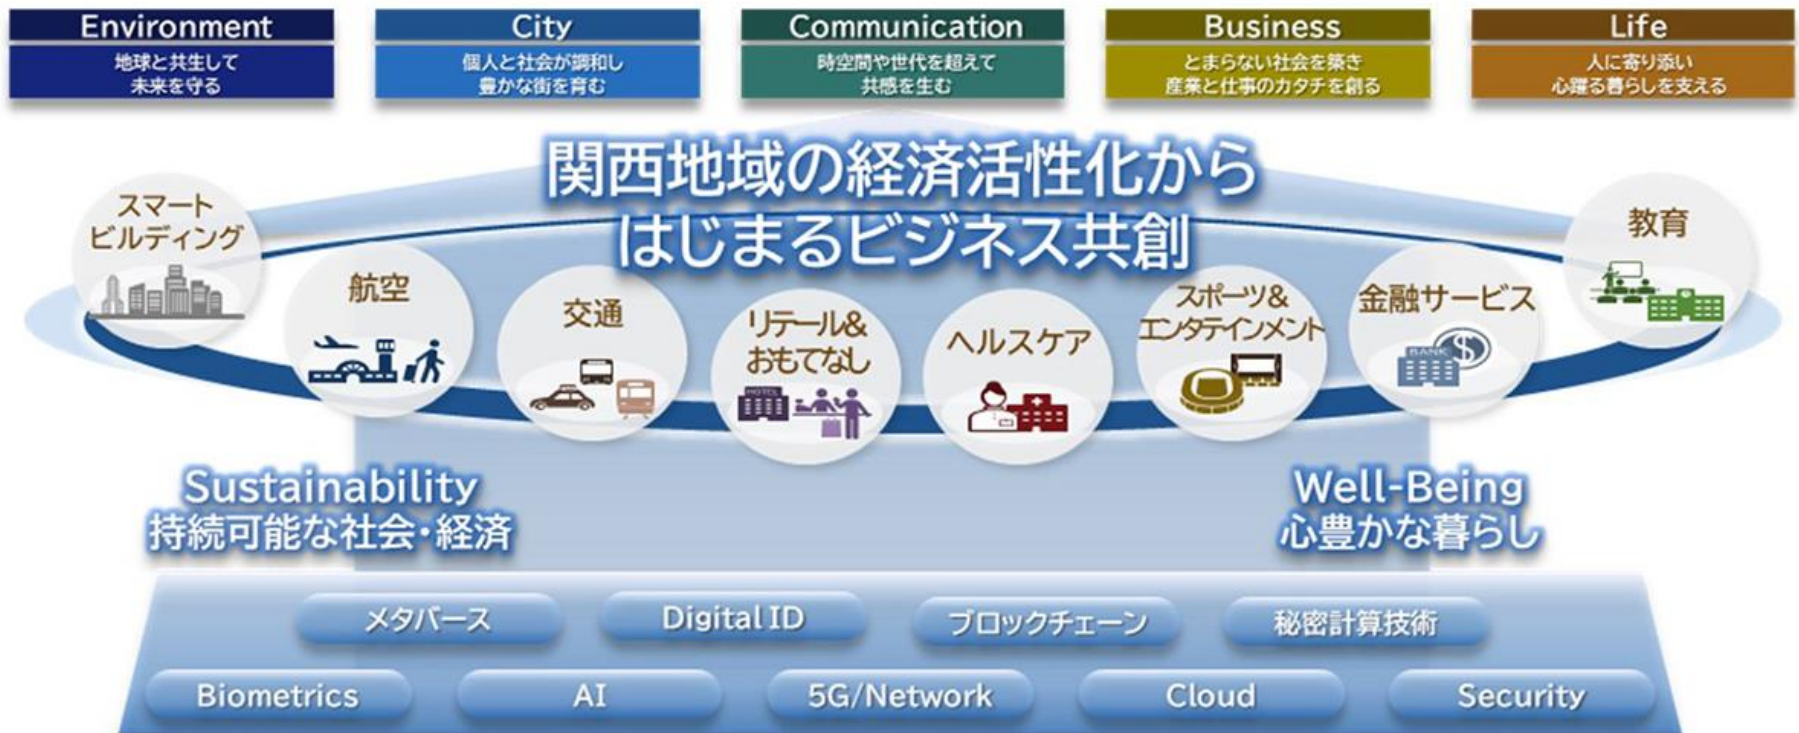 Environment
地球と共生して
未来を守る
City
個人と社会が調和し
豊かな街を育む
Communication
時空間や世代を超えて
共感を生む
Business
とまらない社会を築き
産業と仕事のカタチを創る
Life
人に寄り添い
心躍る暮らしを支える
関西地域の経済活性化から
はじまるビジネス共創
スマート
ビルディング
航空
交通
リテール&
おもてなし
HOTEL
ヘルスケア
スポーツ&
エンタテインメント
金融サービス
BANK
$
教育
Sustainability
持続可能な社会・経済
Well-Being
心豊かな暮らし
メタバース
Digital ID
ブロックチェーン
秘密計算技術
Biometrics
AI
5G/Network
Cloud
Security